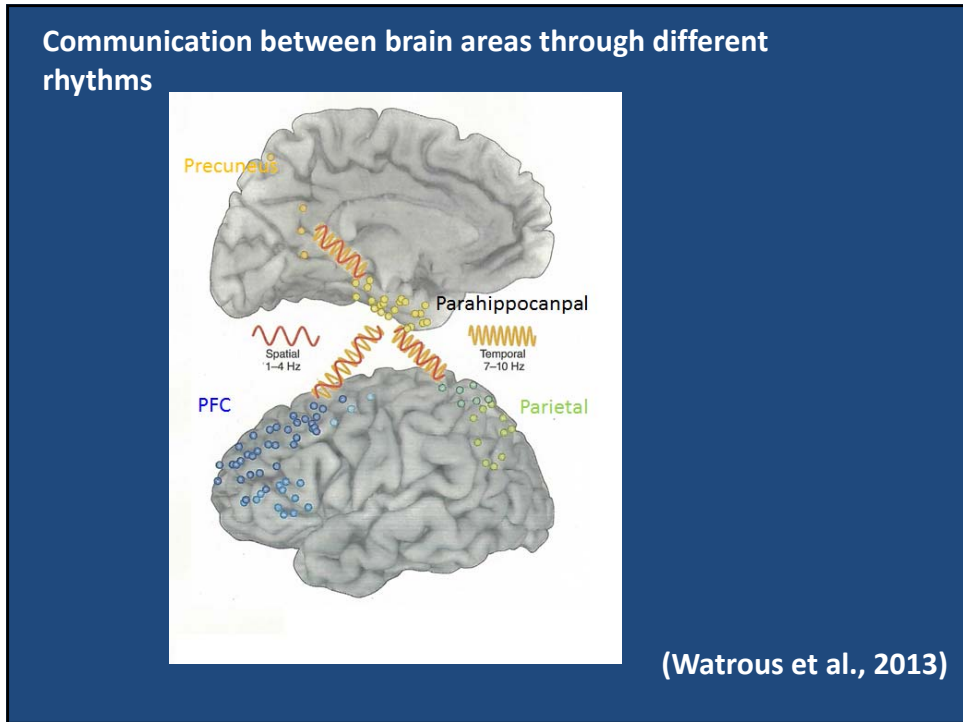 Communication between brain areas through different
rhythms
Precuneus
Parahippocanpal
Spatial
1–4 Hz
Temporal
7–10 Hz
PFC
Parietal
(Watrous et al., 2013)